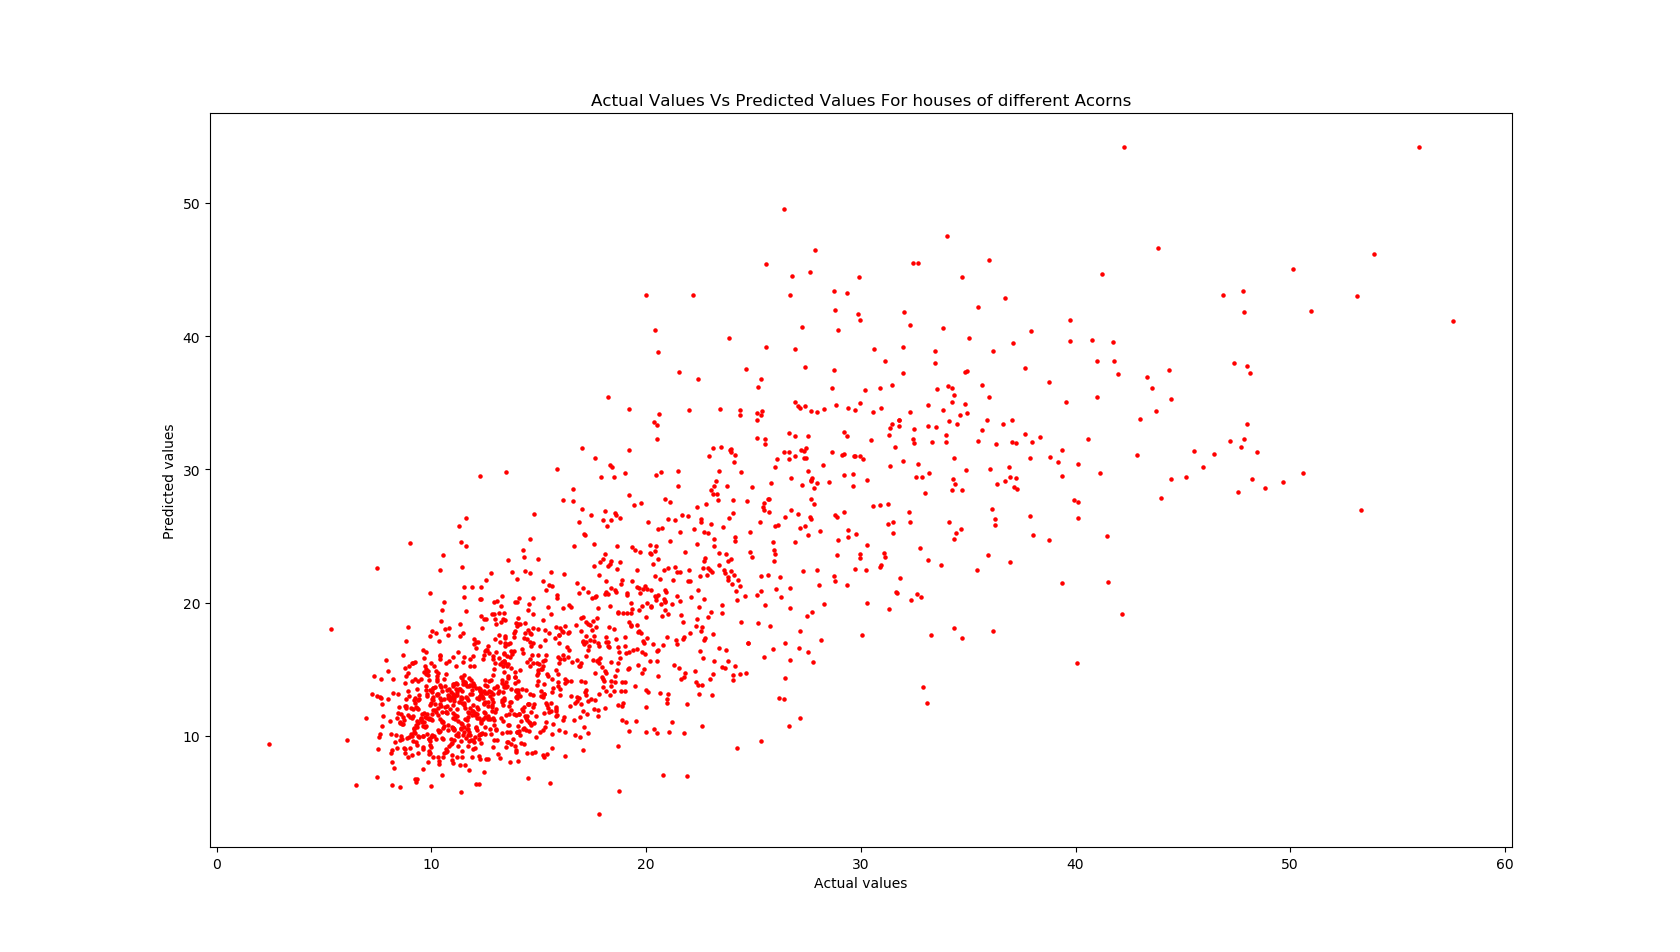 Actual Values Vs Predicted Values For houses of different Acorns
Predicted values
50
40
30
20
10
0 10 20 30 40 50 60
Actual values